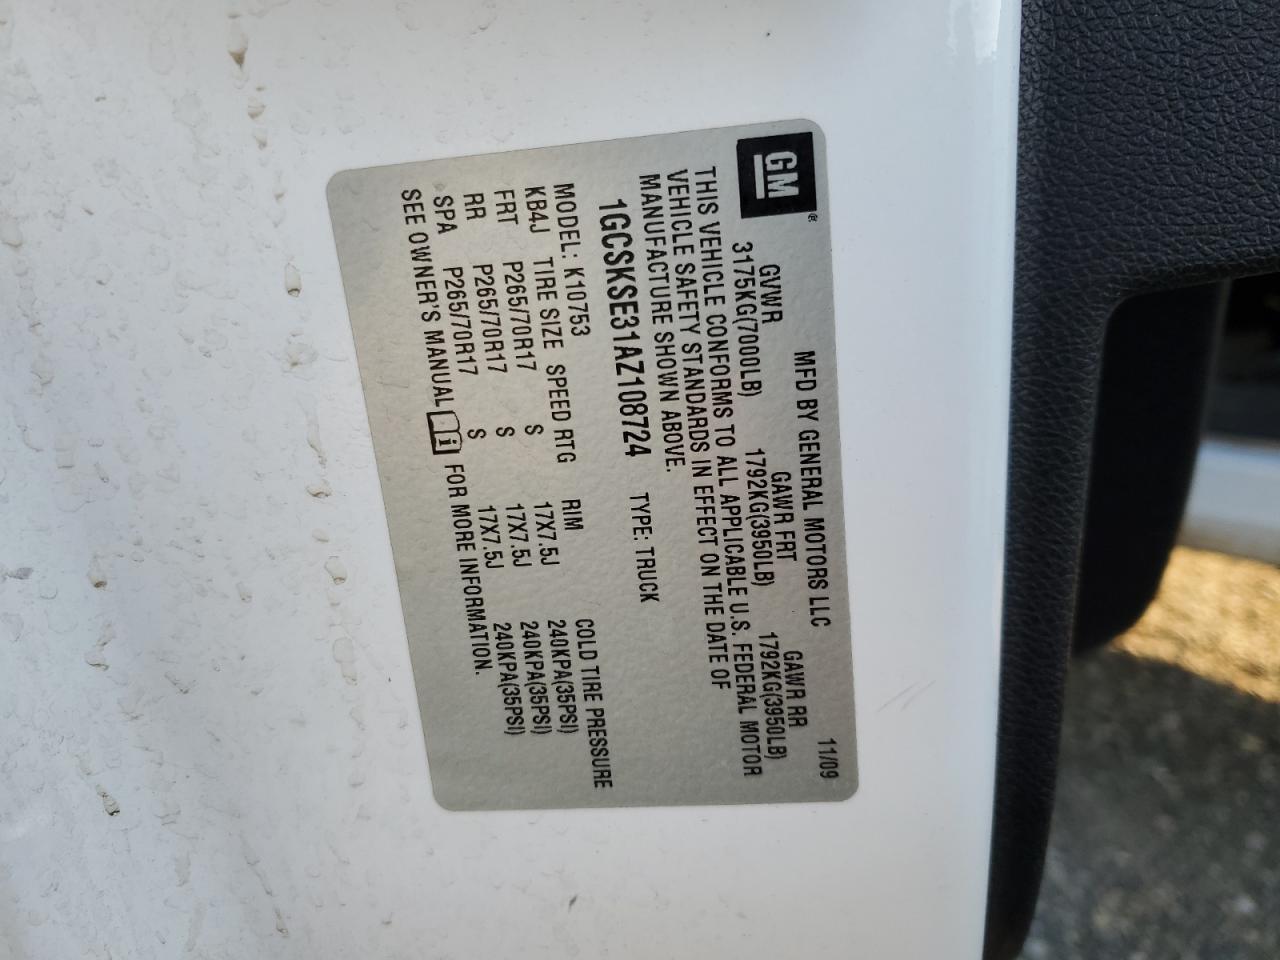 GM®
MFD BY GENERAL MOTORS LLC 11/09
GVWR GAWR FRT GAWR RR
3175KG(7000LB) 1792KG(3950LB) 1792KG(3950LB)
THIS VEHICLE CONFORMS TO ALL APPLICABLE U.S. FEDERAL MOTOR
VEHICLE SAFETY STANDARDS IN EFFECT ON THE DATE OF
MANUFACTURE SHOWN ABOVE.
1GCSKSE31AZ108724 TYPE: TRUCK
MODEL: K10753
KB4J TIRE SIZE SPEED RTG RIM COLD TIRE PRESSURE
FRT P265/70R17 S 17X7.5J 240KPA(35PSI)
RR P265/70R17 S 17X7.5J 240KPA(35PSI)
SPA P265/70R17 S 17X7.5J 240KPA(35PSI)
SEE OWNER'S MANUAL FOR MORE INFORMATION.